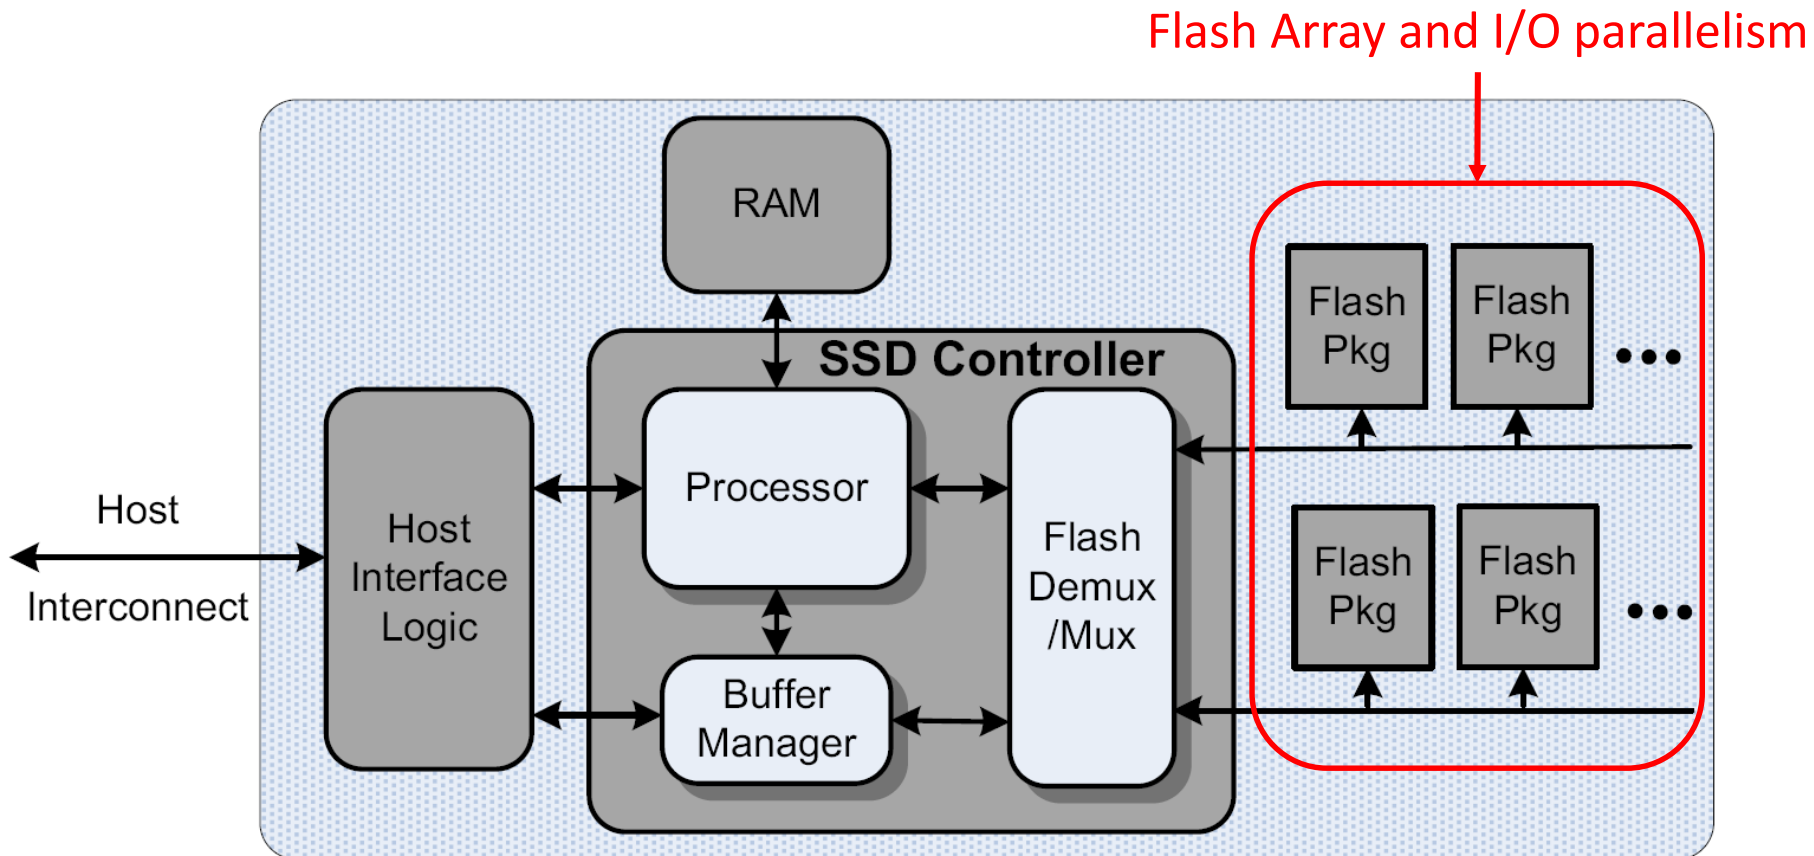 Flash Array and I/O parallelism
RAM
SSD Controller
Flash
Pkg
Flash
Pkg
Processor
Host
Interconnect
Host
Interface
Logic
Flash
Demux
/Mux
Flash
Pkg
Flash
Pkg
Buffer
Manager